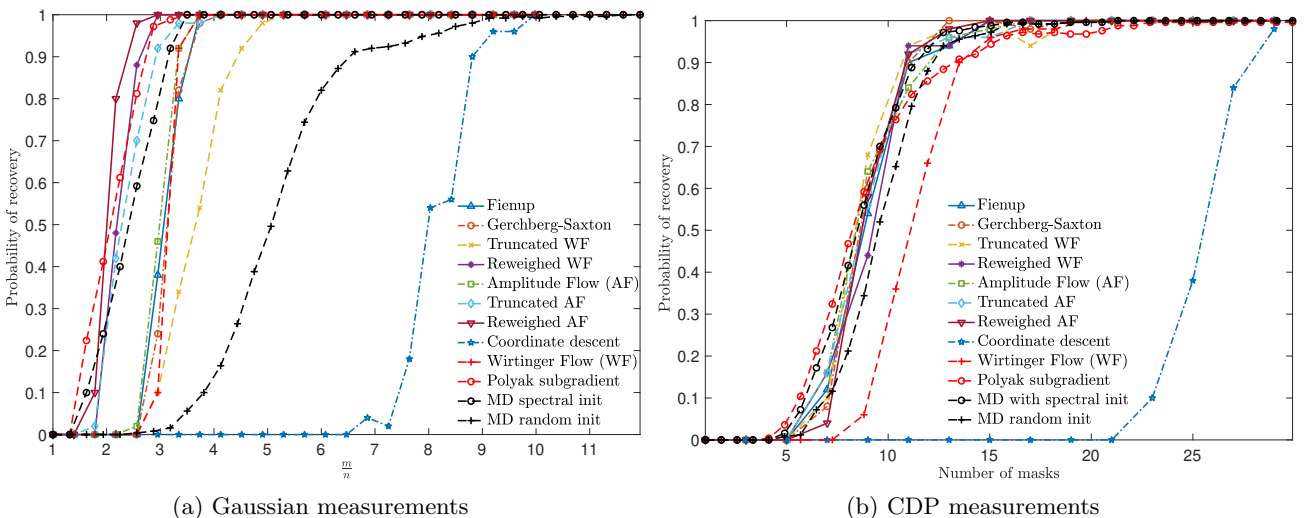 1
0.9
0.8
0.7
0.6
0.5
0.4
0.3
0.2
0.1
0
Probability of recovery
1 2 3 4 5 6 7 8 9 10 11
m/n
Fienup
Gerchberg-Saxton
Truncated WF
Reweighed WF
Amplitude Flow (AF)
Truncated AF
Reweighed AF
Coordinate descent
Wirtinger Flow (WF)
Polyak subgradient
MD spectral init
MD random init
(a) Gaussian measurements
1
0.9
0.8
0.7
0.6
0.5
0.4
0.3
0.2
0.1
0
Probability of recovery
5 10 15 20 25
Number of masks
Fienup
Gerchberg-Saxton
Truncated WF
Reweighed WF
Amplitude Flow (AF)
Truncated AF
Reweighed AF
Coordinate descent
Wirtinger Flow (WF)
Polyak subgradient
MD with spectral init
MD random init
(b) CDP measurements